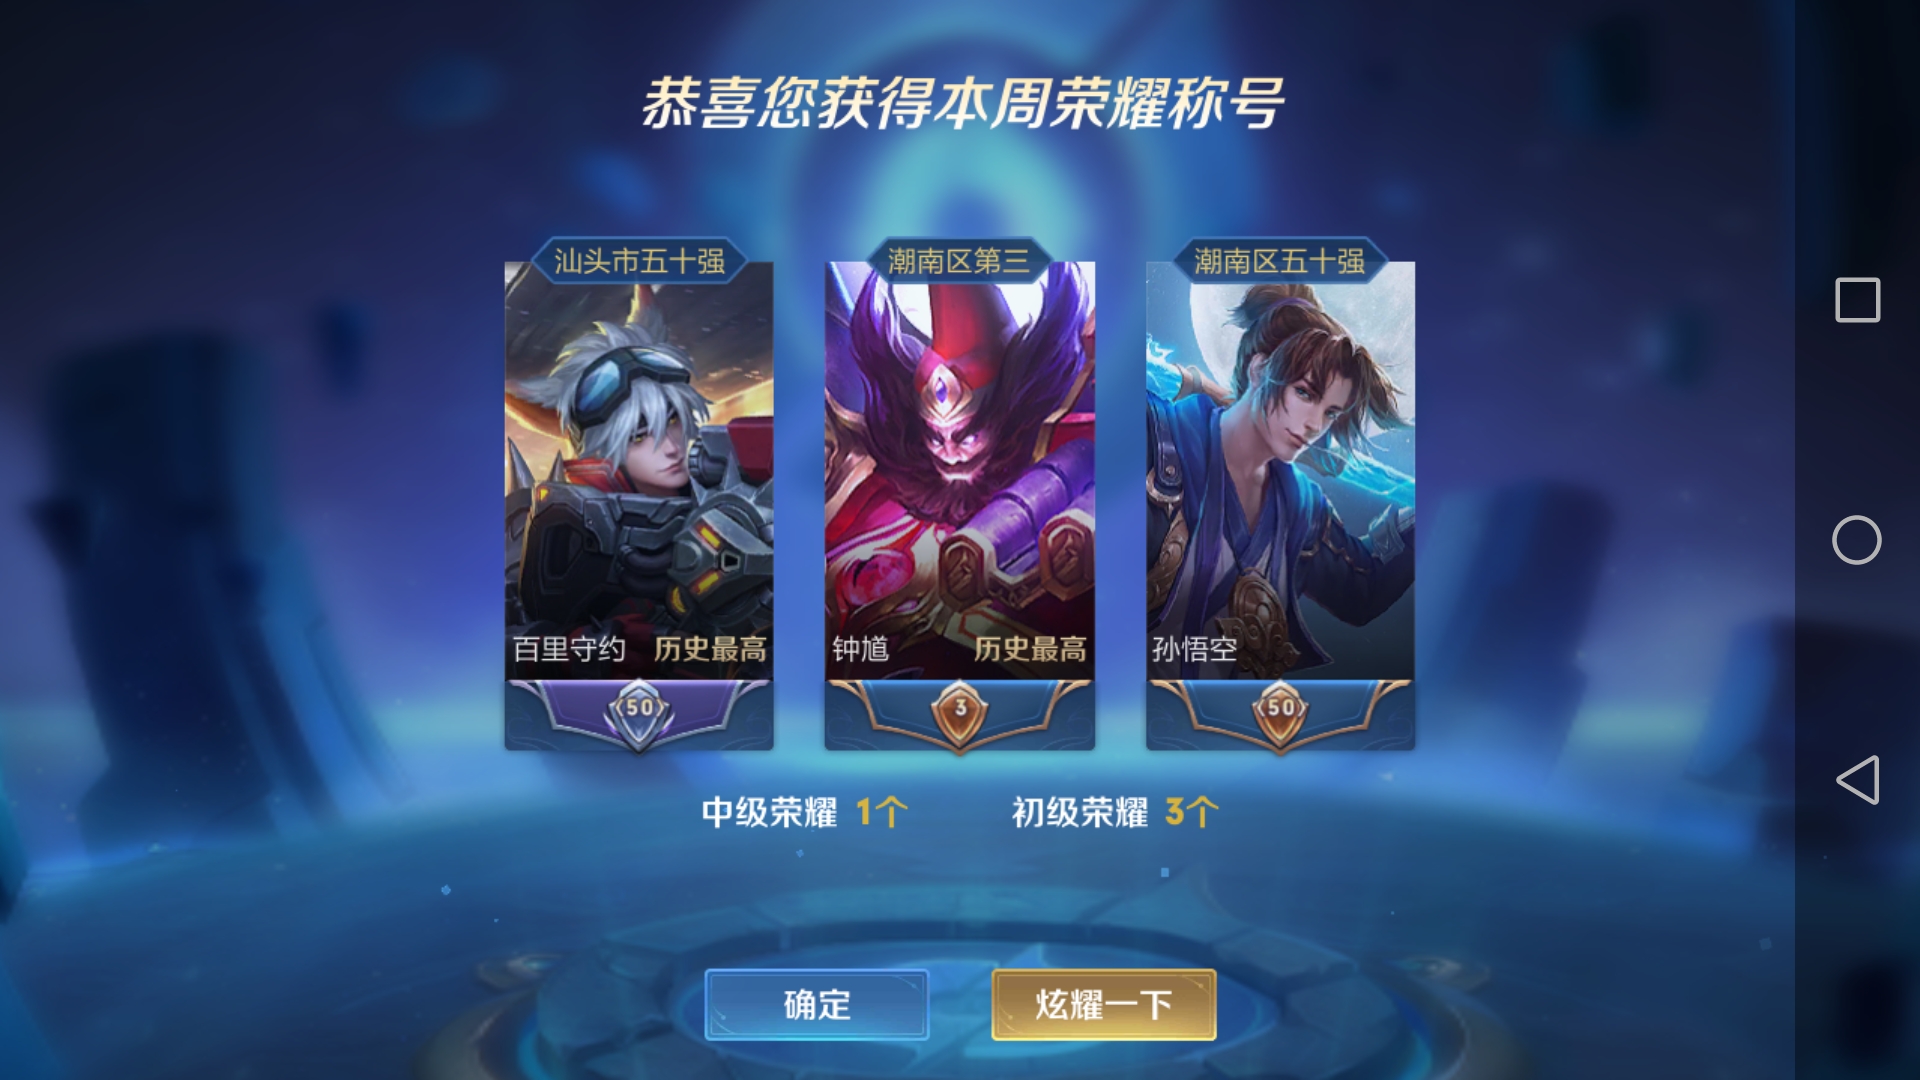 恭喜您获得本周荣耀称号
汕头市五十强
潮南区第三
潮南区五十强
百里守约 历史最高
钟馗 历史最高
孙悟空
50
3
50
中级荣耀 1个
初级荣耀 3个
确定
炫耀一下